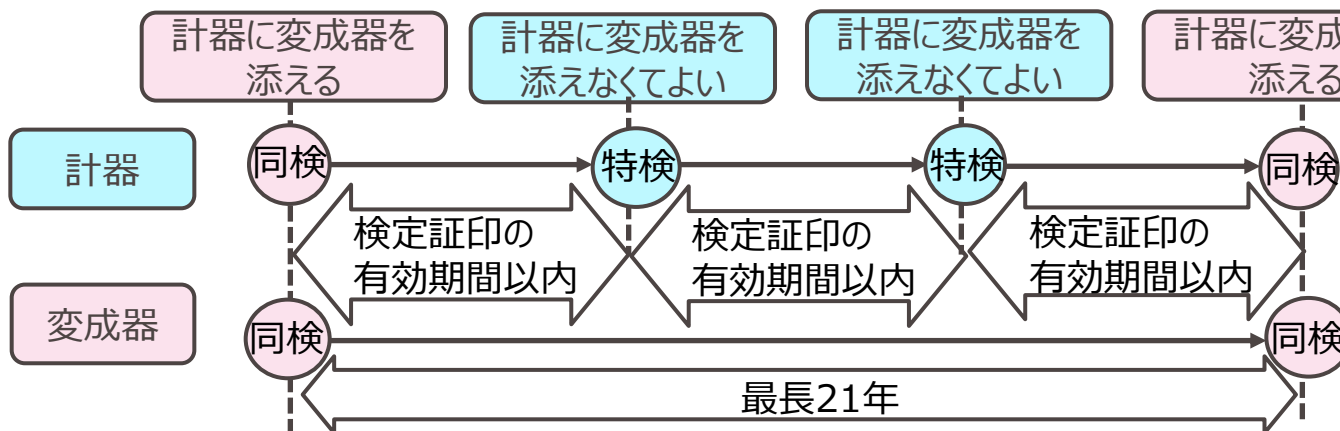 計器に変成器を
添える
計器に変成器を
添えなくてよい
計器に変成器を
添えなくてよい
計器に変成
添える
計器
同検
特検
特検
同検
検定証印の
有効期間以内
検定証印の
有効期間以内
検定証印の
有効期間以内
変成器
同検
同検
最長21年